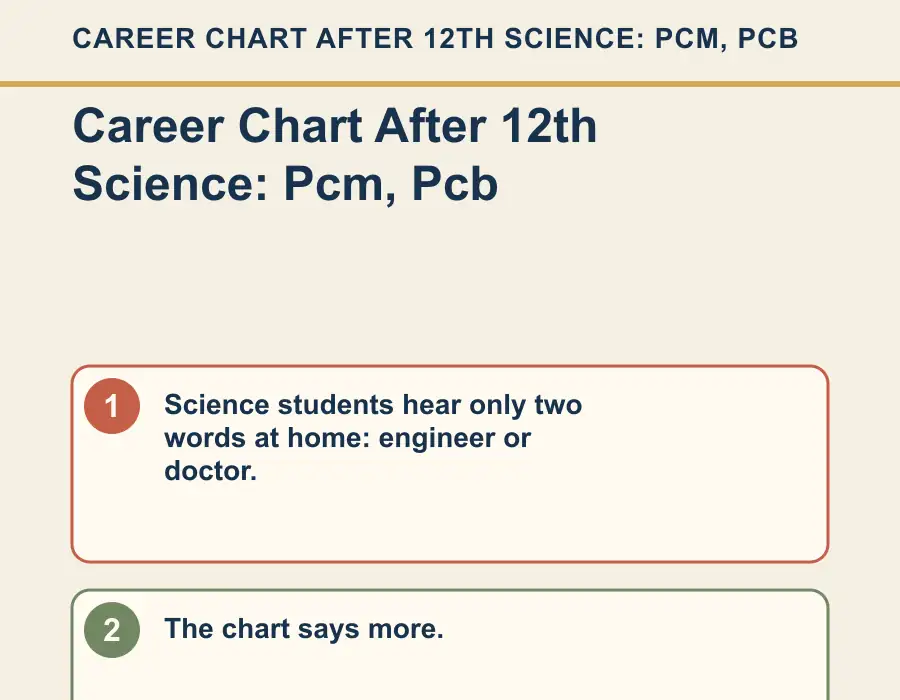 CAREER CHART AFTER 12TH SCIENCE: PCM, PCB
Career Chart After 12th
Science: Pcm, Pcb
1
Science students hear only two
words at home: engineer or
doctor.
2
The chart says more.